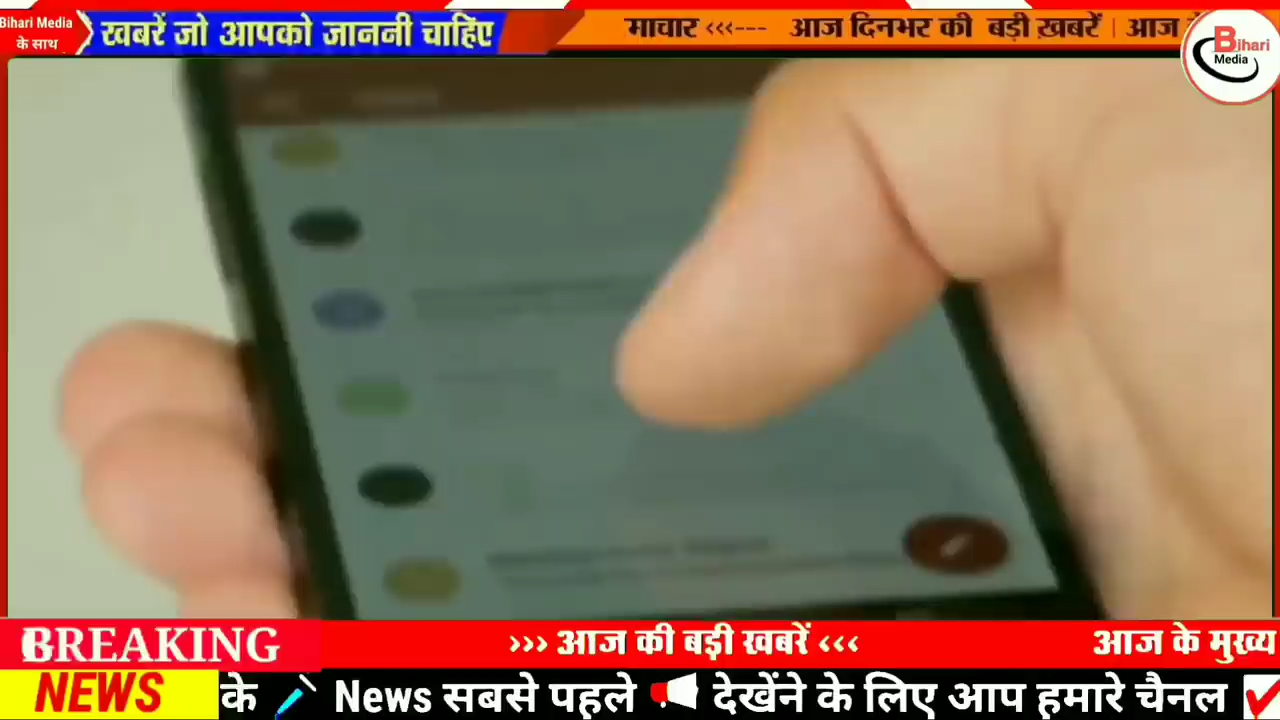 Bihari Media
के साथ
खबरें जो आपको जाननी चाहिए
माचार <<<--- आज दिनभर की बड़ी ख़बरें | आज
Bihari
Media
BREAKING
>>> आज की बड़ी खबरें <<<
आज के मुख्य
NEWS
के News सबसे पहले देखेंने के लिए आप हमारे चैनल